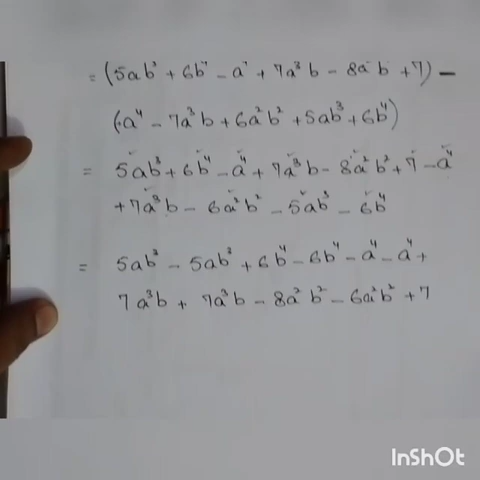 = (5ab³ + 6b⁴ - a⁴ + 7a³b - 8a²b² + 7) -
(a⁴ - 7a³b + 6a²b² + 5ab³ + 6b⁴)
= 5ab³ + 6b⁴ - a⁴ + 7a³b - 8a²b² + 7 - a⁴
+ 7a³b - 6a²b² - 5ab³ - 6b⁴
= 5ab³ - 5ab³ + 6b⁴ - 6b⁴ - a⁴ - a⁴ +
7a³b + 7a³b - 8a²b² - 6a²b² + 7
InShOt